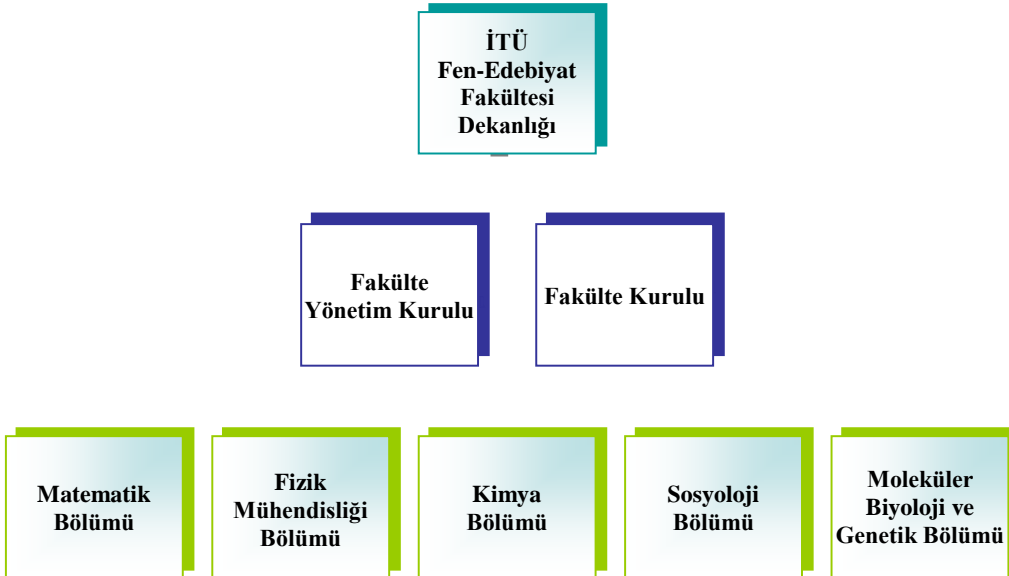 İTÜ
Fen-Edebiyat
Fakültesi
Dekanlığı
Fakülte
Yönetim Kurulu
Fakülte Kurulu
Matematik
Bölümü
Fizik
Mühendisliği
Bölümü
Kimya
Bölümü
Sosyoloji
Bölümü
Moleküler
Biyoloji ve
Genetik Bölümü